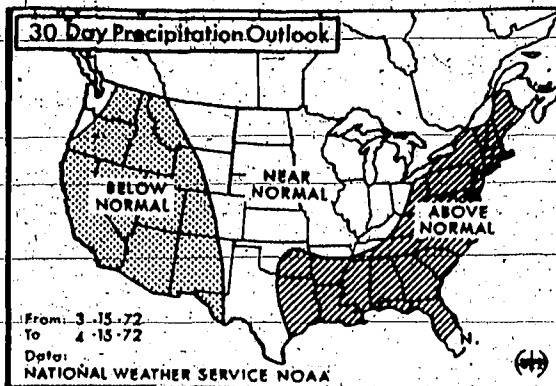 30 Day Precipitation Outlook
BELOW
NORMAL
NEAR
NORMAL
ABOVE
NORMAL
From: 3-15-72
To 4-15-72
N.
Data:
NATIONAL WEATHER SERVICE NOAA